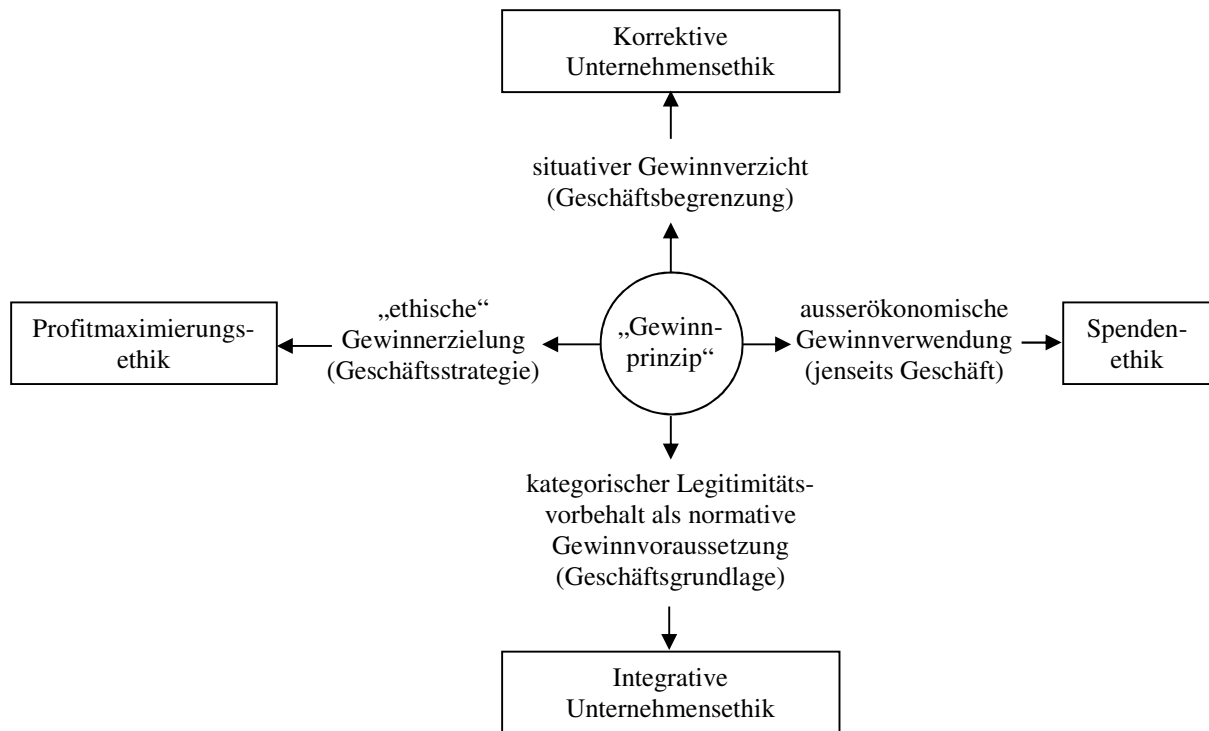 Korrektive
Unternehmensethik
situativer Gewinnverzicht
(Geschäftsbegrenzung)
Profitmaximierungs-
ethik
„ethische“
Gewinnerzielung
(Geschäftsstrategie)
„Gewinn-
prinzip“
ausserökonomische
Gewinnverwendung
(jenseits Geschäft)
Spenden-
ethik
kategorischer Legitimitäts-
vorbehalt als normative
Gewinnvoraussetzung
(Geschäftsgrundlage)
Integrative
Unternehmensethik